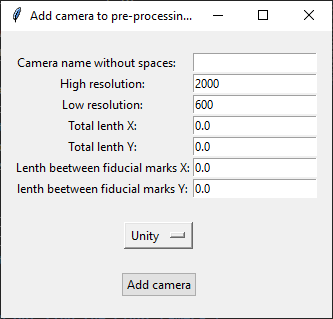 Add camera to pre-processin...
Camera name without spaces:
High resolution: 2000
Low resolution: 600
Total lenth X: 0.0
Total lenth Y: 0.0
Lenth beetween fiducial marks X: 0.0
lenth beetween fiducial marks Y: 0.0
Unity
Add camera